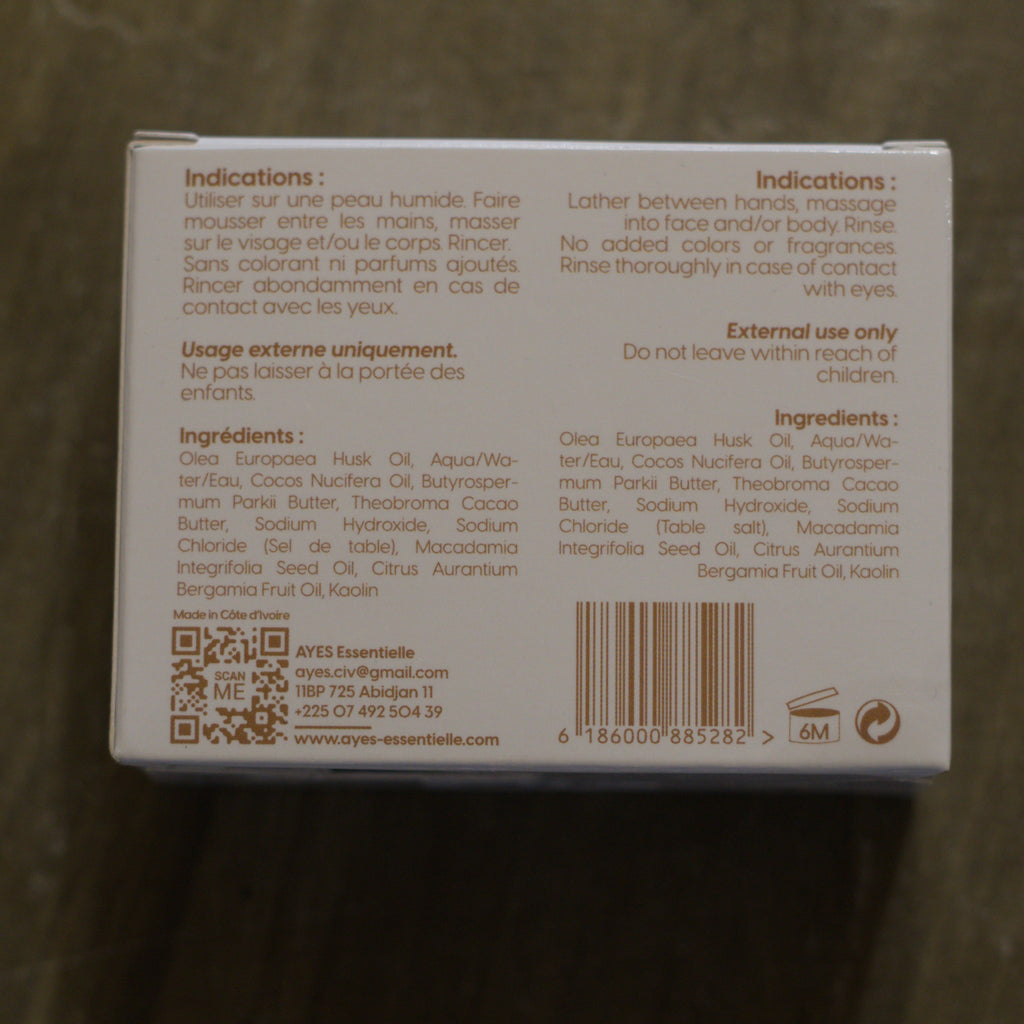 Indications :
Utiliser sur une peau humide. Faire
mousser entre les mains, masser
sur le visage et/ou le corps. Rincer.
Sans colorant ni parfums ajoutés.
Rincer abondamment en cas de
contact avec les yeux.
Usage externe uniquement.
Ne pas laisser à la portée des
enfants.
Ingrédients :
Olea Europaea Husk Oil, Aqua/Wa-
ter/Eau, Cocos Nucifera Oil, Butyrosper-
mum Parkii Butter, Theobroma Cacao
Butter, Sodium Hydroxide, Sodium
Chloride (Sel de table), Macadamia
Integrifolia Seed Oil, Citrus Aurantium
Bergamia Fruit Oil, Kaolin
Made in Côte d'Ivoire
SCAN
ME
AYES Essentielle
ayes.civ@gmail.com
11BP 725 Abidjan 11
+225 07 492 504 39
www.ayes-essentielle.com
Indications :
Lather between hands, massage
into face and/or body. Rinse.
No added colors or fragrances.
Rinse thoroughly in case of contact
with eyes.
External use only
Do not leave within reach of
children.
Ingredients :
Olea Europaea Husk Oil, Aqua/Wa-
ter/Eau, Cocos Nucifera Oil, Butyrosper-
mum Parkii Butter, Theobroma Cacao
Butter, Sodium Hydroxide, Sodium
Chloride (Table salt), Macadamia
Integrifolia Seed Oil, Citrus Aurantium
Bergamia Fruit Oil, Kaolin
6 186000 885282 >
6M